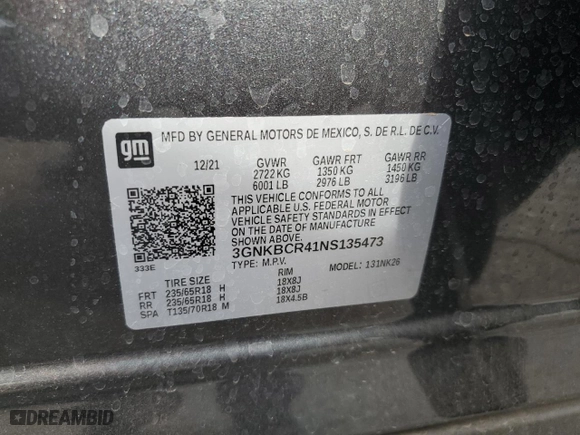 gm
MFD BY GENERAL MOTORS DE MEXICO, S. DE R.L. DE C.V.
12/21 GVWR GAWR FRT GAWR RR
2722 KG 1350 KG 1450 KG
6001 LB 2976 LB 3196 LB
THIS VEHICLE CONFORMS TO ALL
APPLICABLE U.S. FEDERAL MOTOR
VEHICLE SAFETY STANDARDS IN EFFECT
ON THE DATE OF MANUFACTURE
SHOWN ABOVE.
333E 3GNKBCR41NS135473
TYPE: M.P.V. MODEL: 131NK26
TIRE SIZE RIM
FRT 235/65R18 H 18X8J
RR 235/65R18 H 18X8J
SPA T135/70R18 M 18X4.5B
DREAMBID